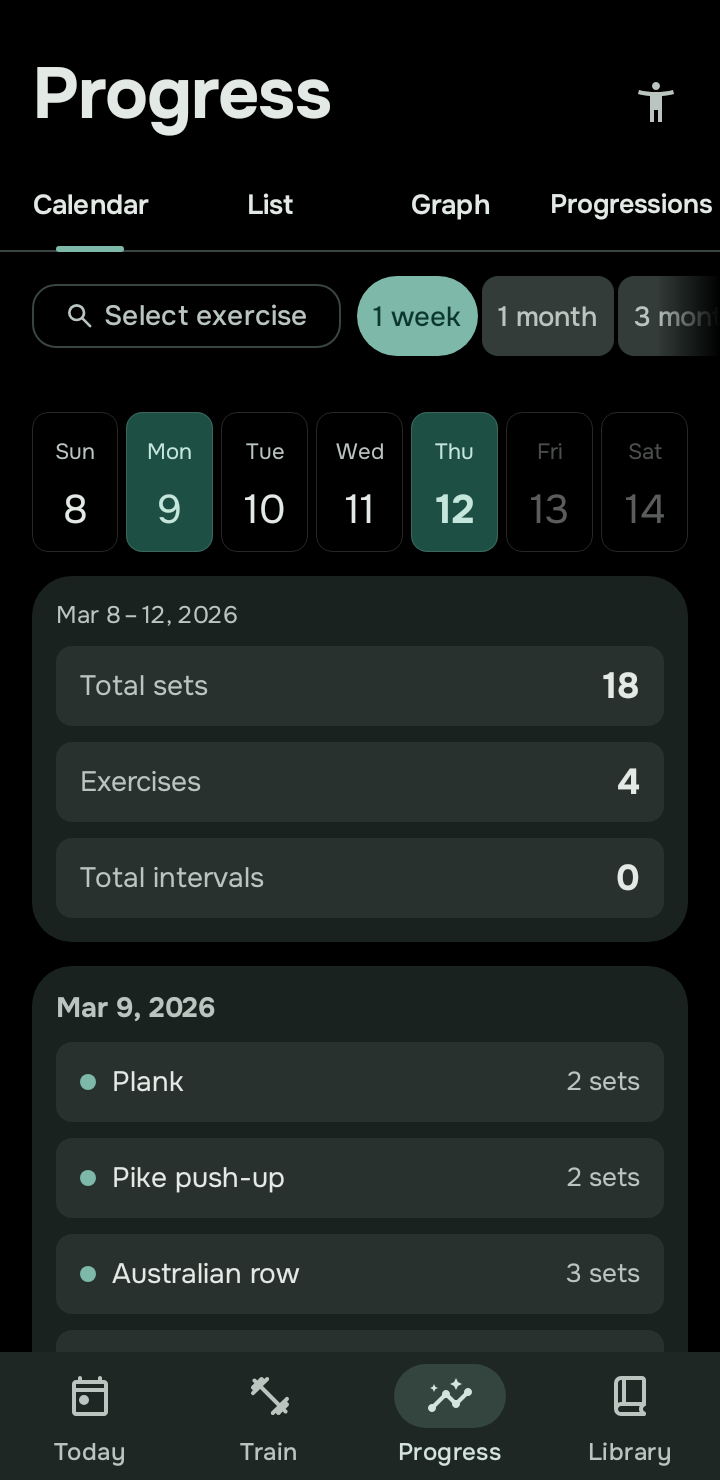 Progress
Calendar List Graph Progressions
Select exercise 1 week 1 month 3 mon
Sun Mon Tue Wed Thu Fri Sat
8 9 10 11 12 13 14
Mar 8 – 12, 2026
Total sets 18
Exercises 4
Total intervals 0
Mar 9, 2026
Plank 2 sets
Pike push-up 2 sets
Australian row 3 sets
Today Train Progress Library